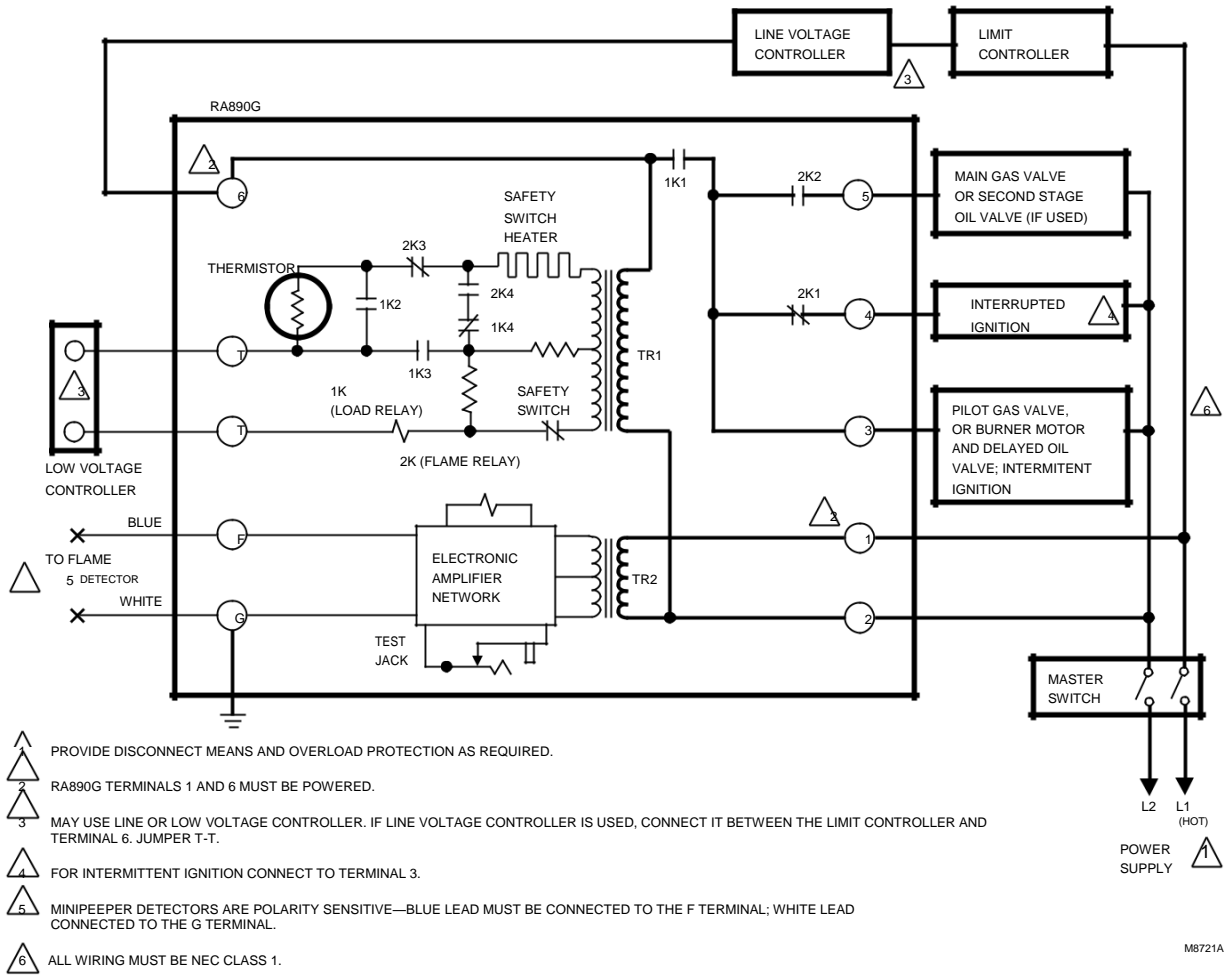 LINE VOLTAGE
CONTROLLER
LIMIT
CONTROLLER
3
RA890G
2
6
1K1
2K2
5
MAIN GAS VALVE
OR SECOND STAGE
OIL VALVE (IF USED)
SAFETY
SWITCH
HEATER
2K3
THERMISTOR
1K2
2K4
1K4
2K1
4
INTERRUPTED
IGNITION
4
3
T
1K3
TR1
1K
(LOAD RELAY)
SAFETY
SWITCH
T
2K (FLAME RELAY)
3
PILOT GAS VALVE,
OR BURNER MOTOR
AND DELAYED OIL
VALVE; INTERMITENT
IGNITION
6
LOW VOLTAGE
CONTROLLER
BLUE
F
TO FLAME
5 DETECTOR
WHITE
G
ELECTRONIC
AMPLIFIER
NETWORK
TR2
2
1
2
TEST
JACK
MASTER
SWITCH
L2
L1
(HOT)
POWER
SUPPLY
1
1 PROVIDE DISCONNECT MEANS AND OVERLOAD PROTECTION AS REQUIRED.
2 RA890G TERMINALS 1 AND 6 MUST BE POWERED.
3 MAY USE LINE OR LOW VOLTAGE CONTROLLER. IF LINE VOLTAGE CONTROLLER IS USED, CONNECT IT BETWEEN THE LIMIT CONTROLLER AND
TERMINAL 6. JUMPER T-T.
4 FOR INTERMITTENT IGNITION CONNECT TO TERMINAL 3.
5 MINIPEEPER DETECTORS ARE POLARITY SENSITIVE—BLUE LEAD MUST BE CONNECTED TO THE F TERMINAL; WHITE LEAD
CONNECTED TO THE G TERMINAL.
6 ALL WIRING MUST BE NEC CLASS 1.
M8721A